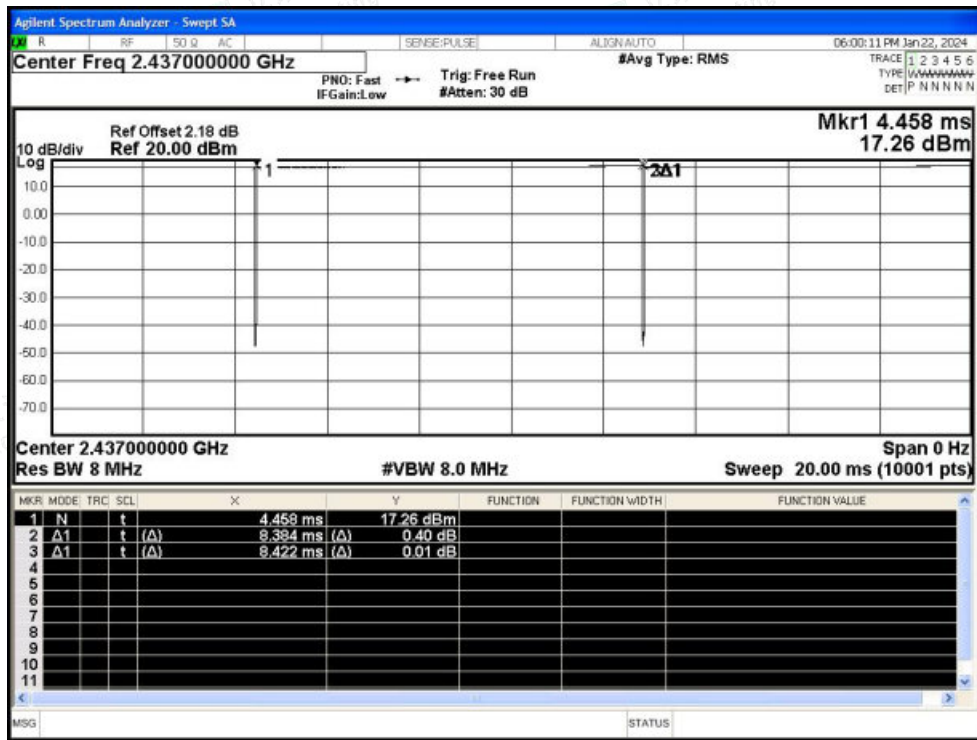 Agilent Spectrum Analyzer - Swept SA
LXI R RF 50 Ω AC SENSE:PULSE ALIGNAUTO 06:00:11 PM Jan 22, 2024
Center Freq 2.437000000 GHz #Avg Type: RMS TRACE 1 2 3 4 5 6
PNO: Fast Trig: Free Run TYPE WWWWWW
IFGain:Low #Atten: 30 dB DET P N N N N N
Mkr1 4.458 ms
Ref Offset 2.18 dB
10 dB/div Ref 20.00 dBm 17.26 dBm
Log
1 2Δ1
10.0
0.00
-10.0
-20.0
-30.0
-40.0
-50.0
-60.0
-70.0
Center 2.437000000 GHz Span 0 Hz
Res BW 8 MHz #VBW 8.0 MHz Sweep 20.00 ms (10001 pts)
MKR MODE TRC SCL X Y FUNCTION FUNCTION WIDTH FUNCTION VALUE
1 N t 4.458 ms 17.26 dBm
2 Δ1 t (Δ) 8.384 ms (Δ) 0.40 dB
3 Δ1 t (Δ) 8.422 ms (Δ) 0.01 dB
4
5
6
7
8
9
10
11
MSG STATUS